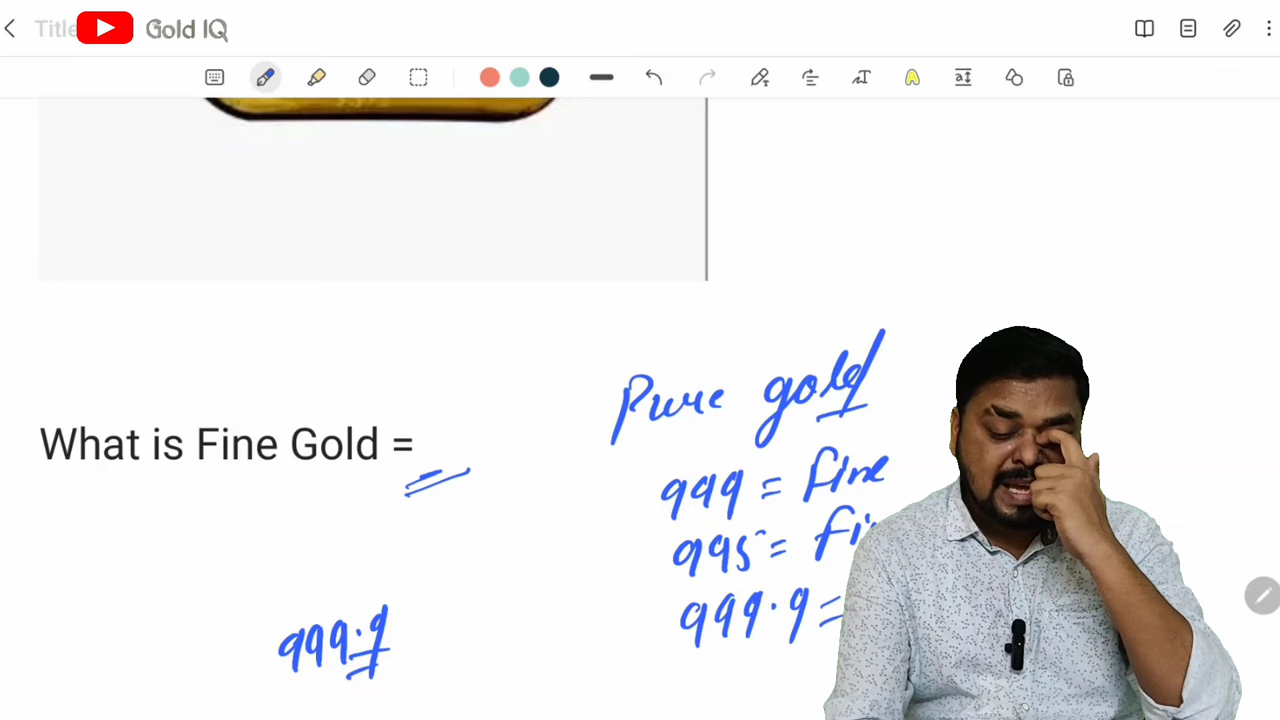 Title
Gold IQ
What is Fine Gold =
Pure gold
999 = Fine
995 = Fi
999.9 =
999.9